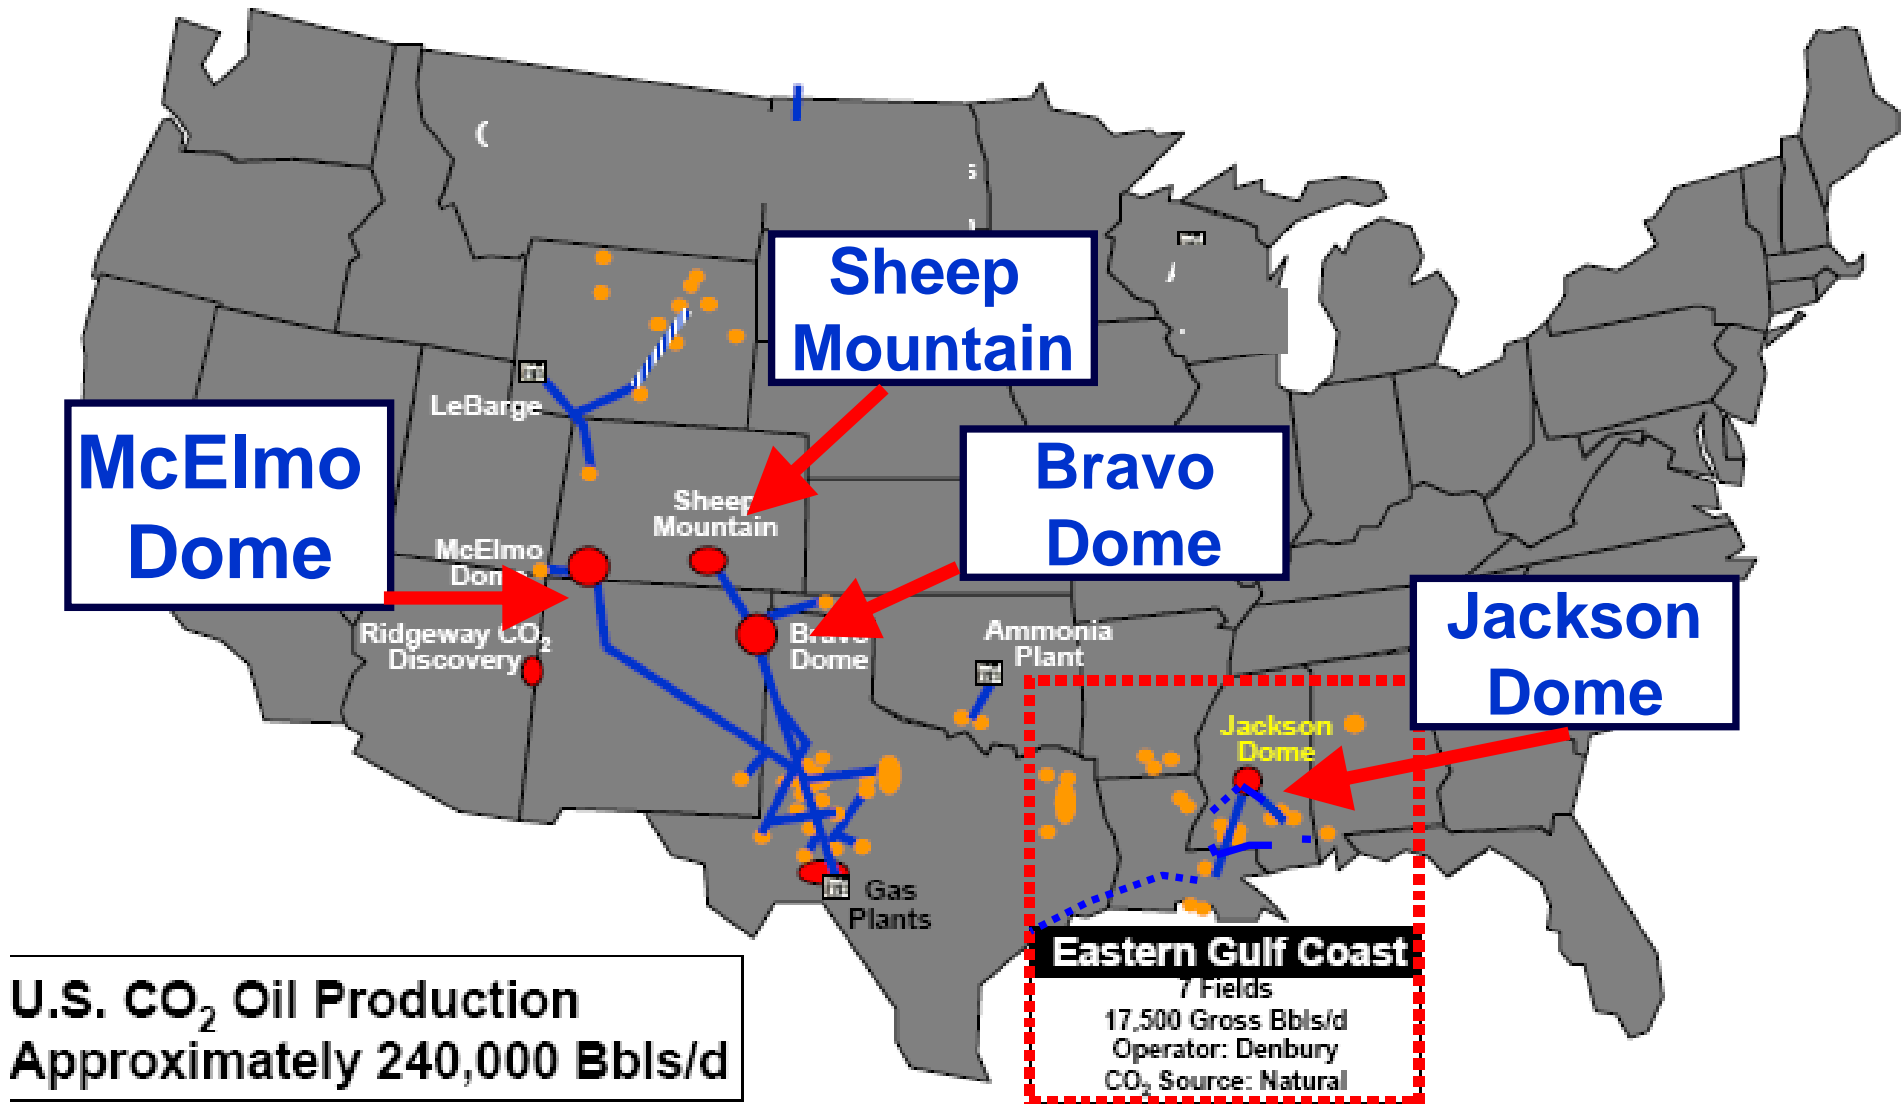 Sheep
Mountain
LeBarge
McElmo
Dome
Bravo
Dome
Sheep
Mountain
McElmo
Dome
Jackson
Dome
Ridgeway CO₂
Discovery
Bravo
Dome
Ammonia
Plant
Jackson
Dome
Gas
Plants
Eastern Gulf Coast
7 Fields
17,500 Gross Bbls/d
Operator: Denbury
CO₂ Source: Natural
U.S. CO₂ Oil Production
Approximately 240,000 Bbls/d